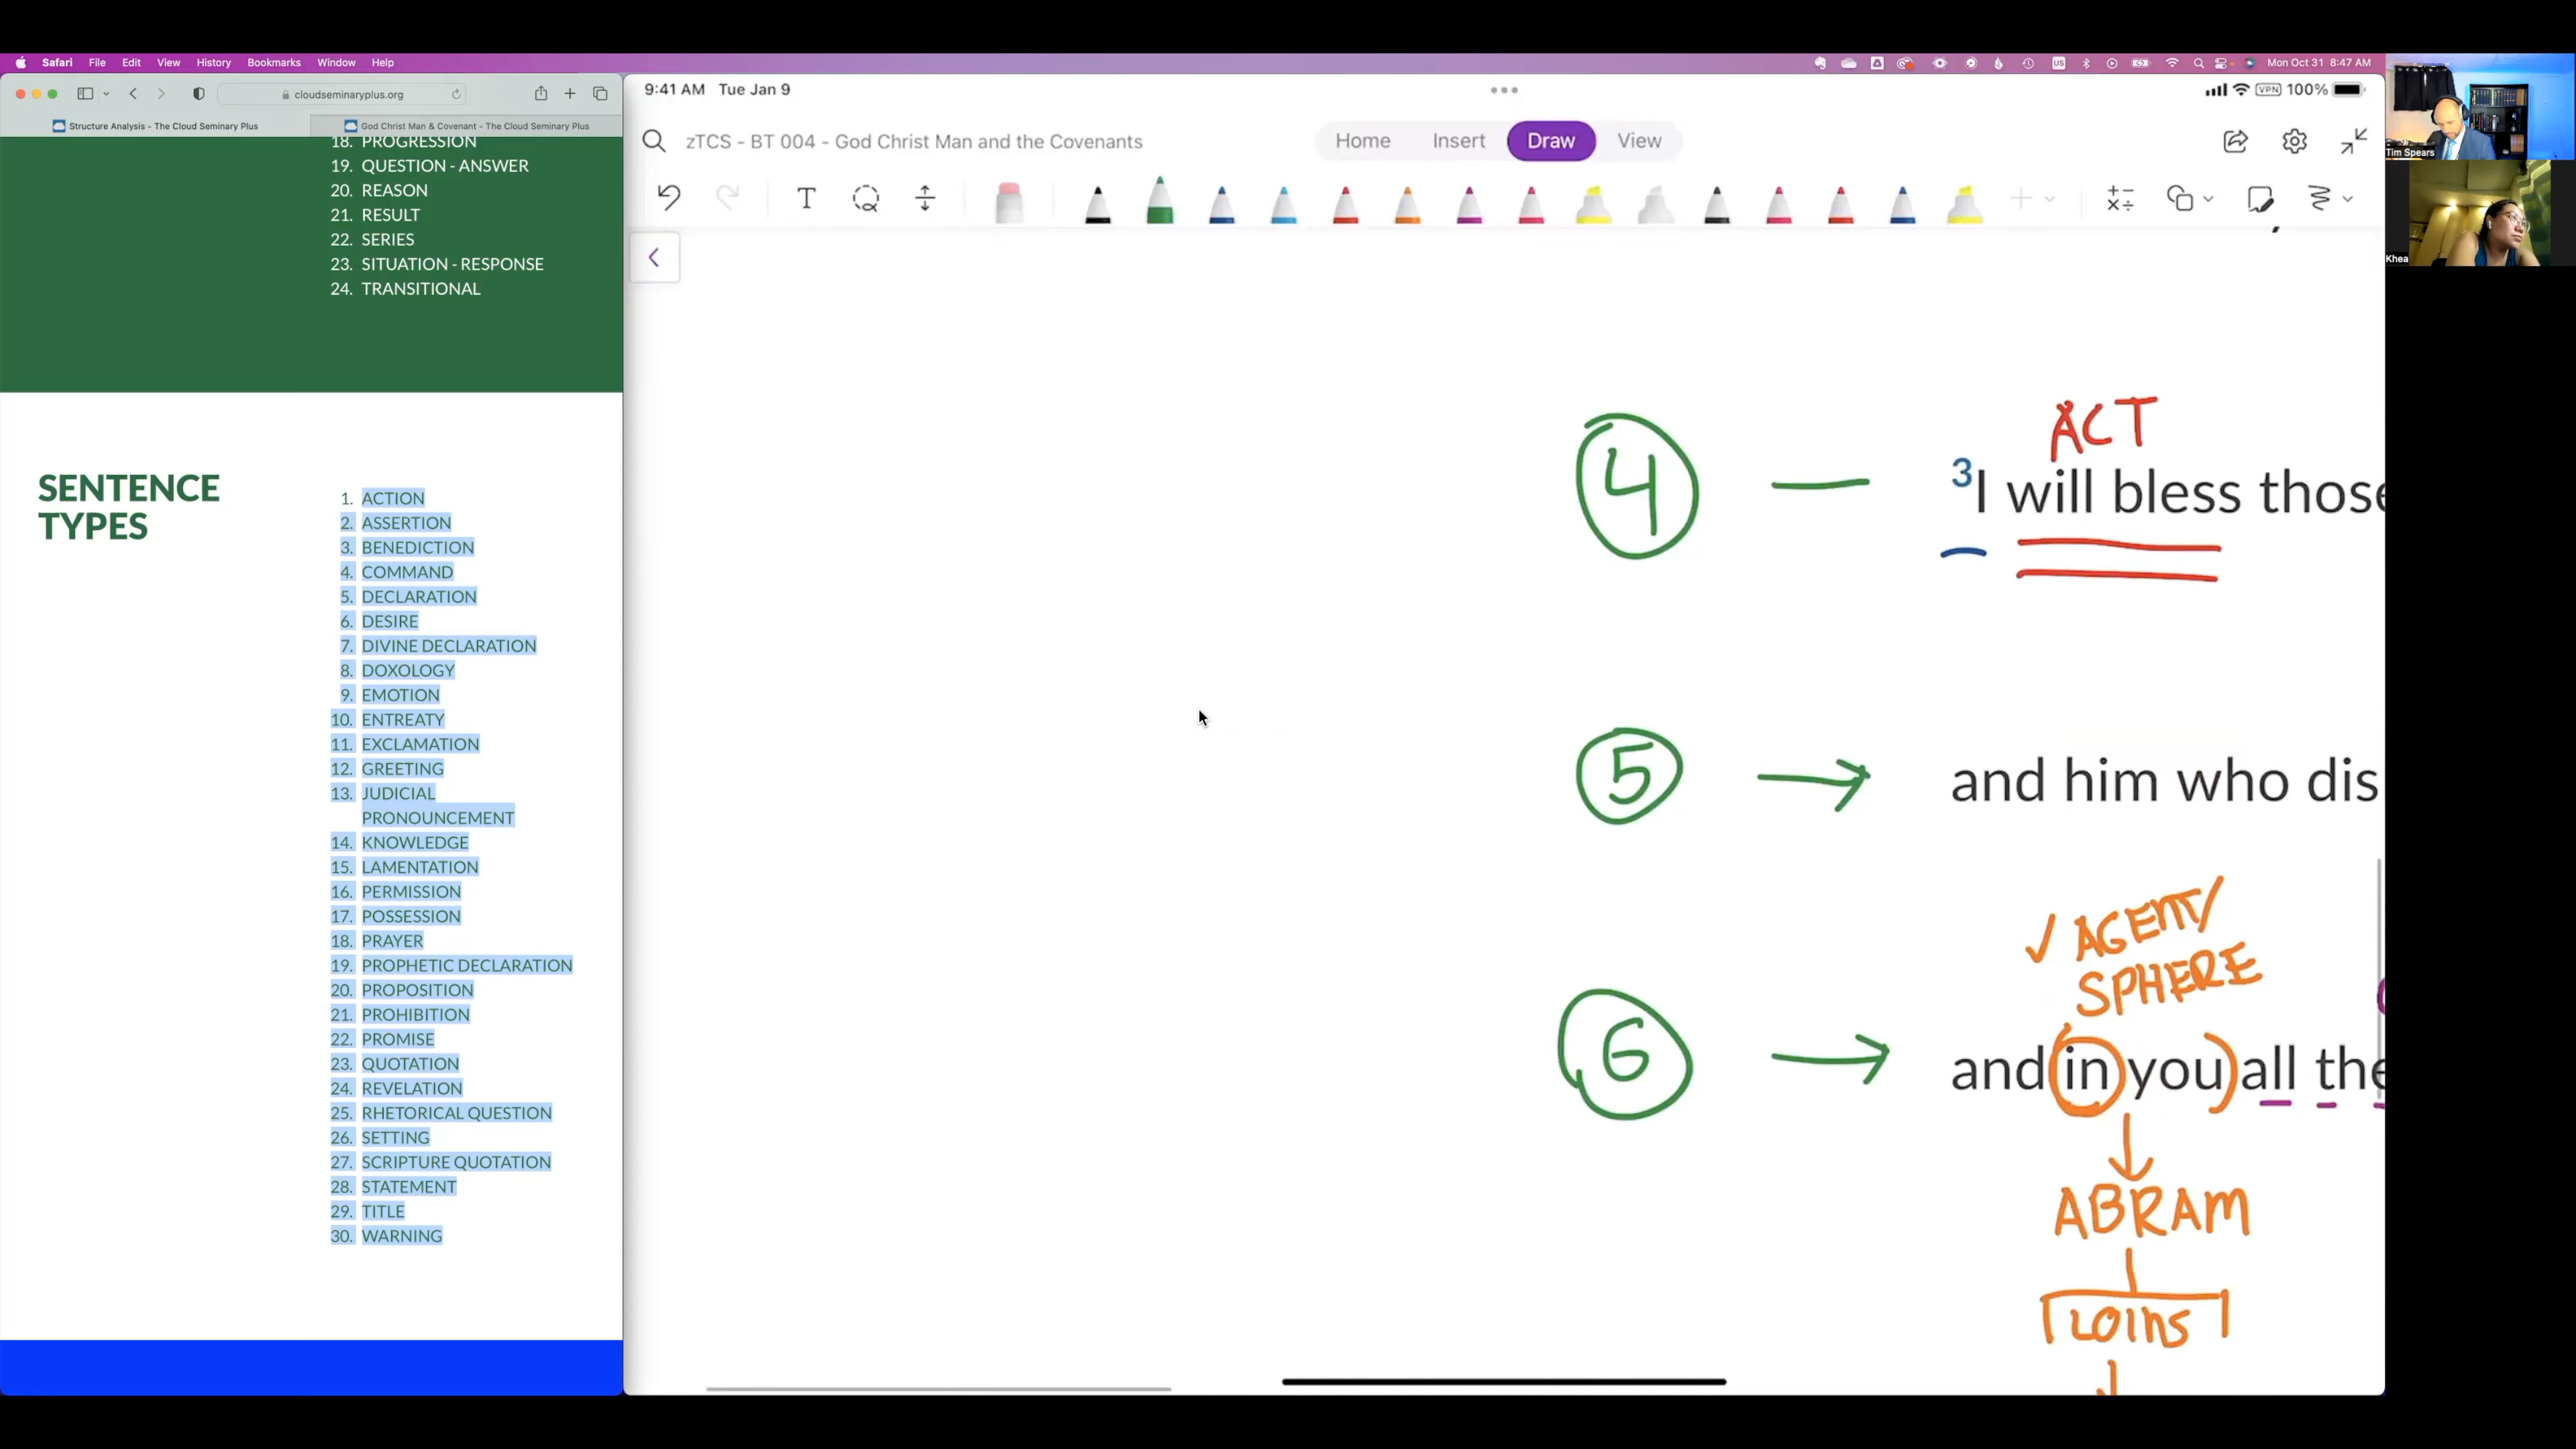 Safari File Edit View History Bookmarks Window Help
Mon Oct 31 8:47 AM
cloudseminaryplus.org
Structure Analysis - The Cloud Seminary Plus
God Christ Man & Covenant - The Cloud Seminary Plus
18. PROGRESSION
19. QUESTION - ANSWER
20. REASON
21. RESULT
22. SERIES
23. SITUATION - RESPONSE
24. TRANSITIONAL
SENTENCE
TYPES
1. ACTION
2. ASSERTION
3. BENEDICTION
4. COMMAND
5. DECLARATION
6. DESIRE
7. DIVINE DECLARATION
8. DOXOLOGY
9. EMOTION
10. ENTREATY
11. EXCLAMATION
12. GREETING
13. JUDICIAL
PRONOUNCEMENT
14. KNOWLEDGE
15. LAMENTATION
16. PERMISSION
17. POSSESSION
18. PRAYER
19. PROPHETIC DECLARATION
20. PROPOSITION
21. PROHIBITION
22. PROMISE
23. QUOTATION
24. REVELATION
25. RHETORICAL QUESTION
26. SETTING
27. SCRIPTURE QUOTATION
28. STATEMENT
29. TITLE
30. WARNING
9:41 AM Tue Jan 9
VPN 100%
zTCS - BT 004 - God Christ Man and the Covenants
Home Insert Draw View
T
ACT
4 — 3I will bless those
5 → and him who dis
✓ AGENT/
SPHERE
6 → and (in you) all the
ABRAM
LOINS
Tim Spears
Khea